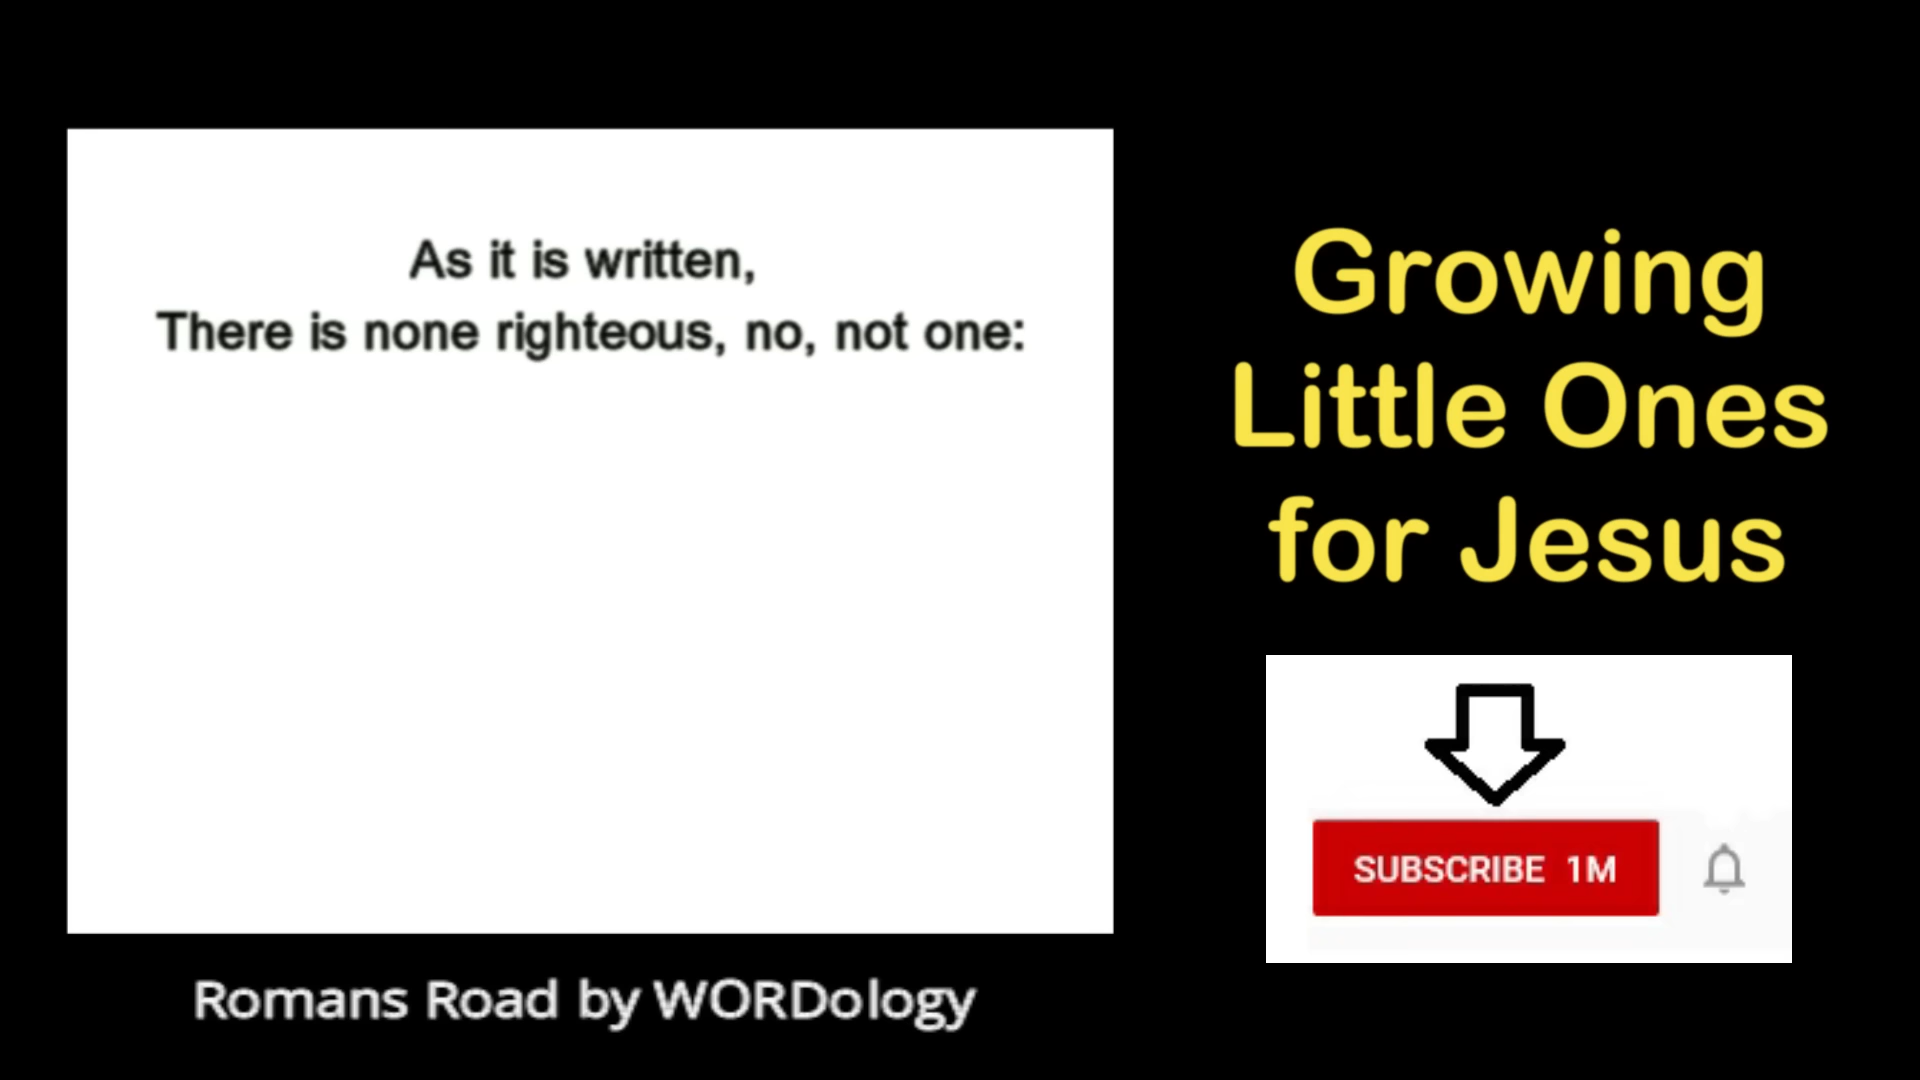 As it is written,
There is none righteous, no, not one:
Growing
Little Ones
for Jesus
SUBSCRIBE 1M
Romans Road by WORDology